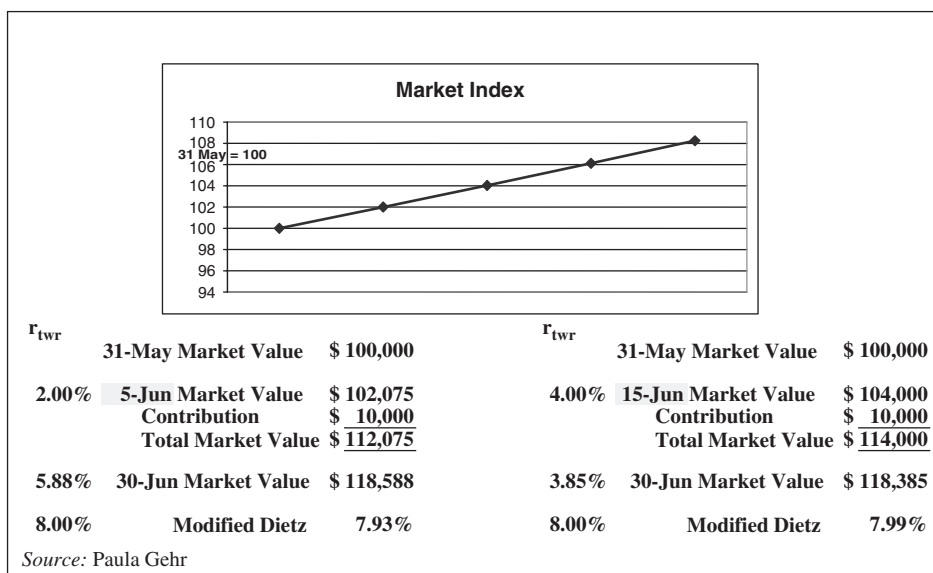 Market Index
110
108
31 May = 100
106
104
102
100
98
96
94
r_twr
31-May Market Value $ 100,000
2.00% 5-Jun Market Value $ 102,075
Contribution $ 10,000
Total Market Value $ 112,075
5.88% 30-Jun Market Value $ 118,588
8.00% Modified Dietz 7.93%
r_twr
31-May Market Value $ 100,000
4.00% 15-Jun Market Value $ 104,000
Contribution $ 10,000
Total Market Value $ 114,000
3.85% 30-Jun Market Value $ 118,385
8.00% Modified Dietz 7.99%
Source: Paula Gehr